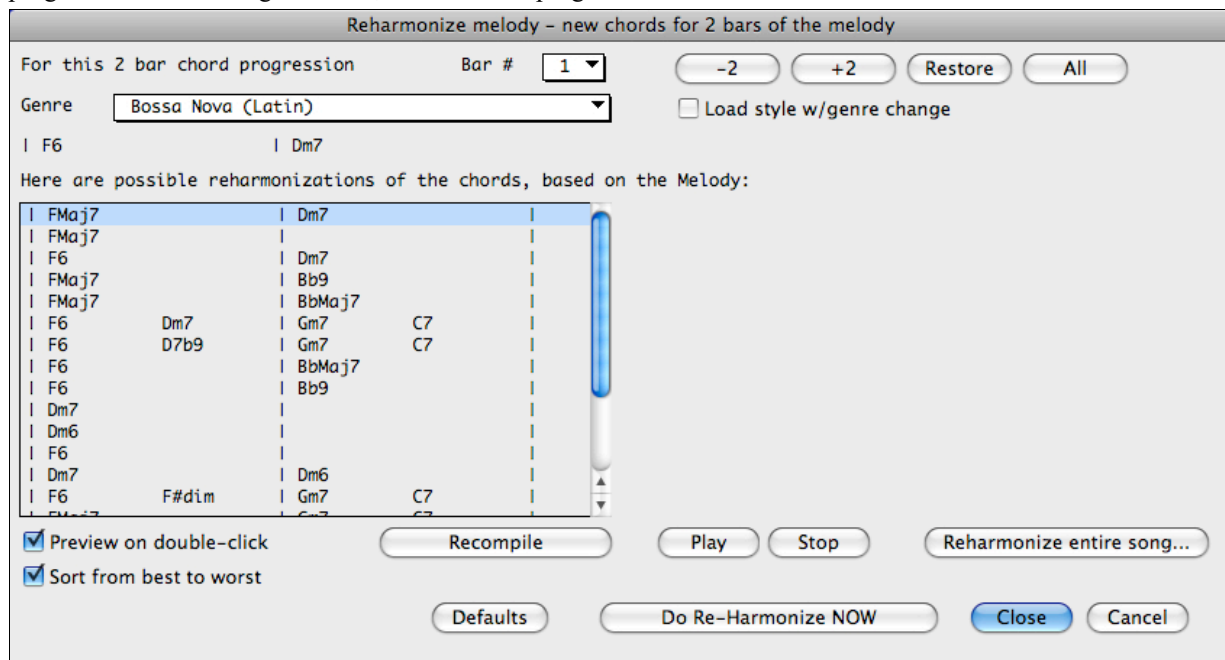 Reharmonize melody – new chords for 2 bars of the melody
For this 2 bar chord progression Bar # 1 -2 +2 Restore All
Genre Bossa Nova (Latin) Load style w/genre change
| F6 | Dm7
Here are possible reharmonizations of the chords, based on the Melody:
| FMaj7 | Dm7 |
| FMaj7 | |
| F6 | Dm7 |
| FMaj7 | Bb9 |
| FMaj7 | BbMaj7 |
| F6 Dm7 | Gm7 C7 |
| F6 D7b9 | Gm7 C7 |
| F6 | BbMaj7 |
| F6 | Bb9 |
| Dm7 | |
| Dm6 | |
| F6 | |
| Dm7 | Dm6 |
| F6 F#dim | Gm7 C7 |
Preview on double-click Recompile Play Stop Reharmonize entire song...
Sort from best to worst
Defaults Do Re-Harmonize NOW Close Cancel